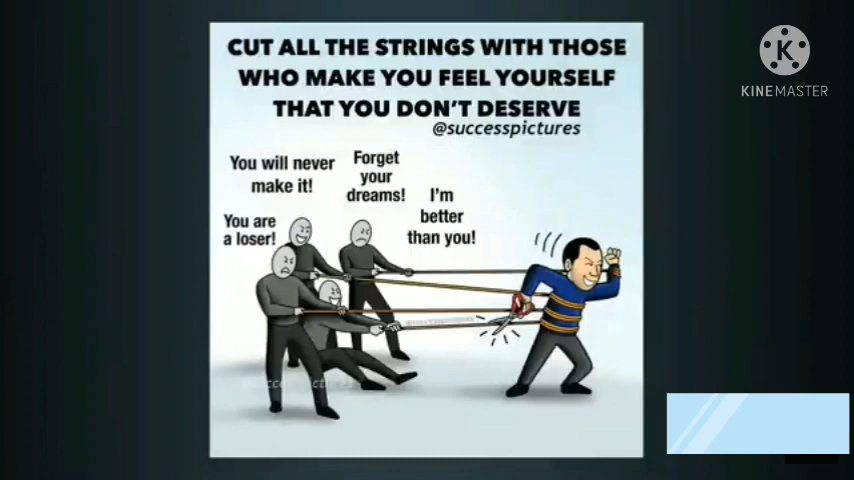 CUT ALL THE STRINGS WITH THOSE
WHO MAKE YOU FEEL YOURSELF
THAT YOU DON'T DESERVE
@successpictures
You will never
make it!
Forget
your
dreams!
I'm
better
than you!
You are
a loser!
KINEMASTER